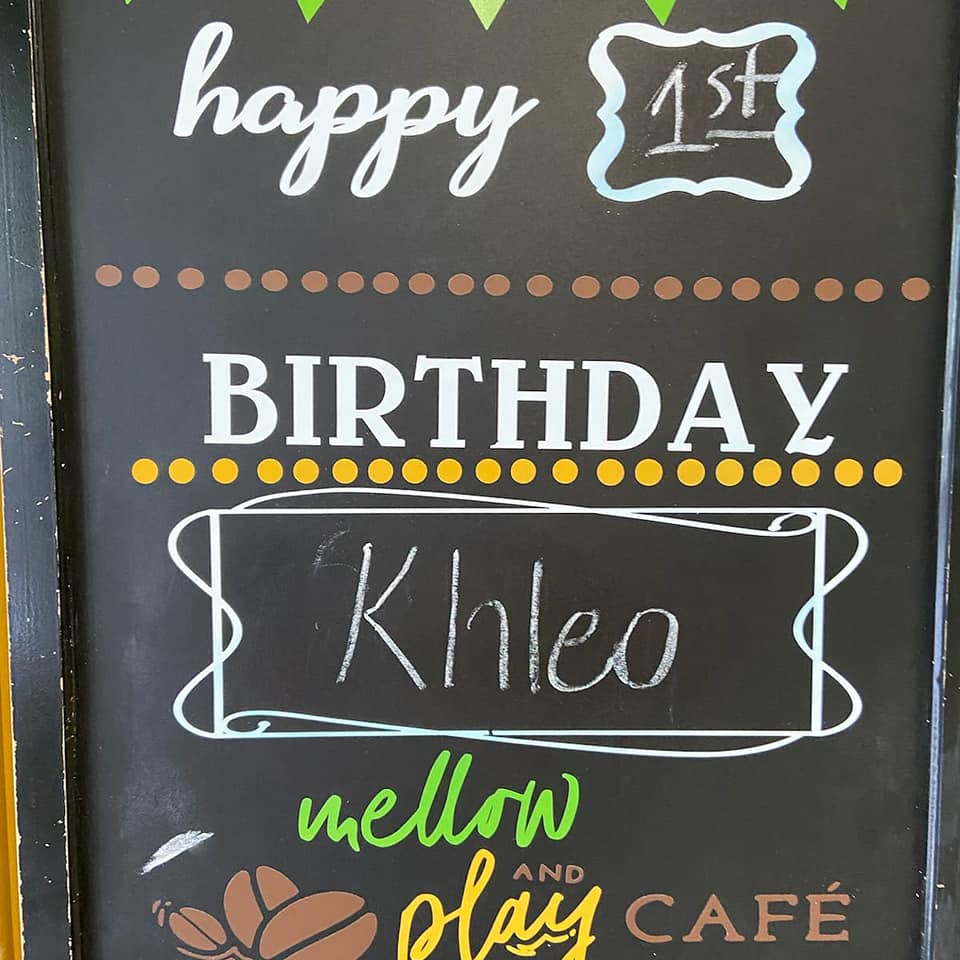 happy 1st
BIRTHDAY
Khleo
mellow
AND
play CAFÉ